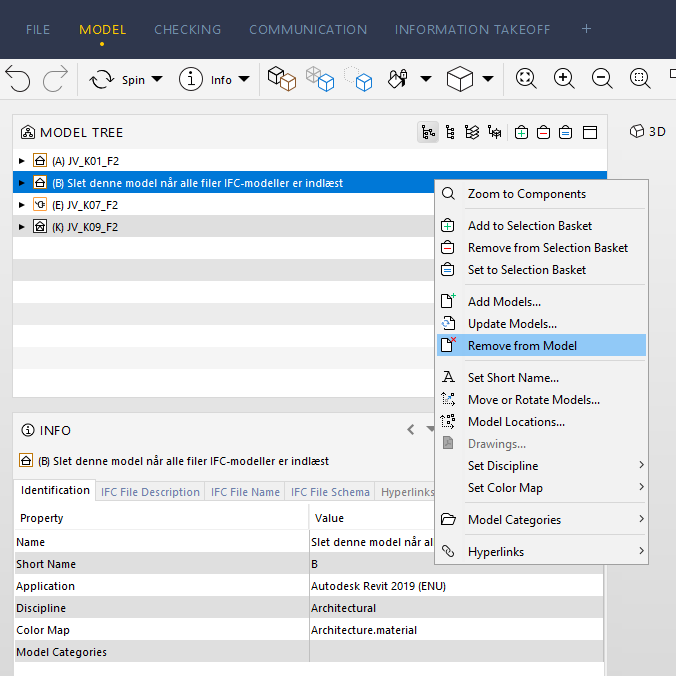 FILE MODEL CHECKING COMMUNICATION INFORMATION TAKEOFF +
Spin Info
MODEL TREE
3D
(A) JV_K01_F2
(B) Slet denne model når alle filer IFC-modeller er indlæst
(E) JV_K07_F2
(K) JV_K09_F2
Zoom to Components
Add to Selection Basket
Remove from Selection Basket
Set to Selection Basket
Add Models...
Update Models...
Remove from Model
Set Short Name...
Move or Rotate Models...
Model Locations...
Drawings...
Set Discipline
Set Color Map
Model Categories
Hyperlinks
INFO
(B) Slet denne model når alle filer IFC-modeller er indlæst
Identification IFC File Description IFC File Name IFC File Schema Hyperlinks
Property Value
Name Slet denne model når al
Short Name B
Application Autodesk Revit 2019 (ENU)
Discipline Architectural
Color Map Architecture.material
Model Categories